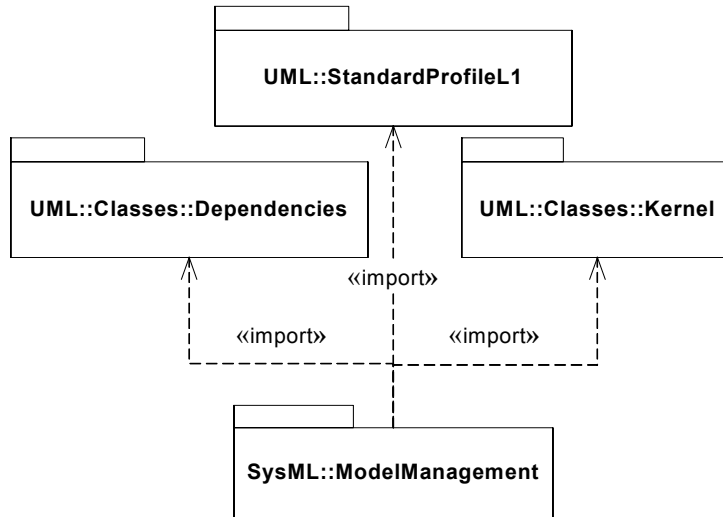 UML::StandardProfileL1
UML::Classes::Dependencies
UML::Classes::Kernel
«import»
«import»
«import»
SysML::ModelManagement